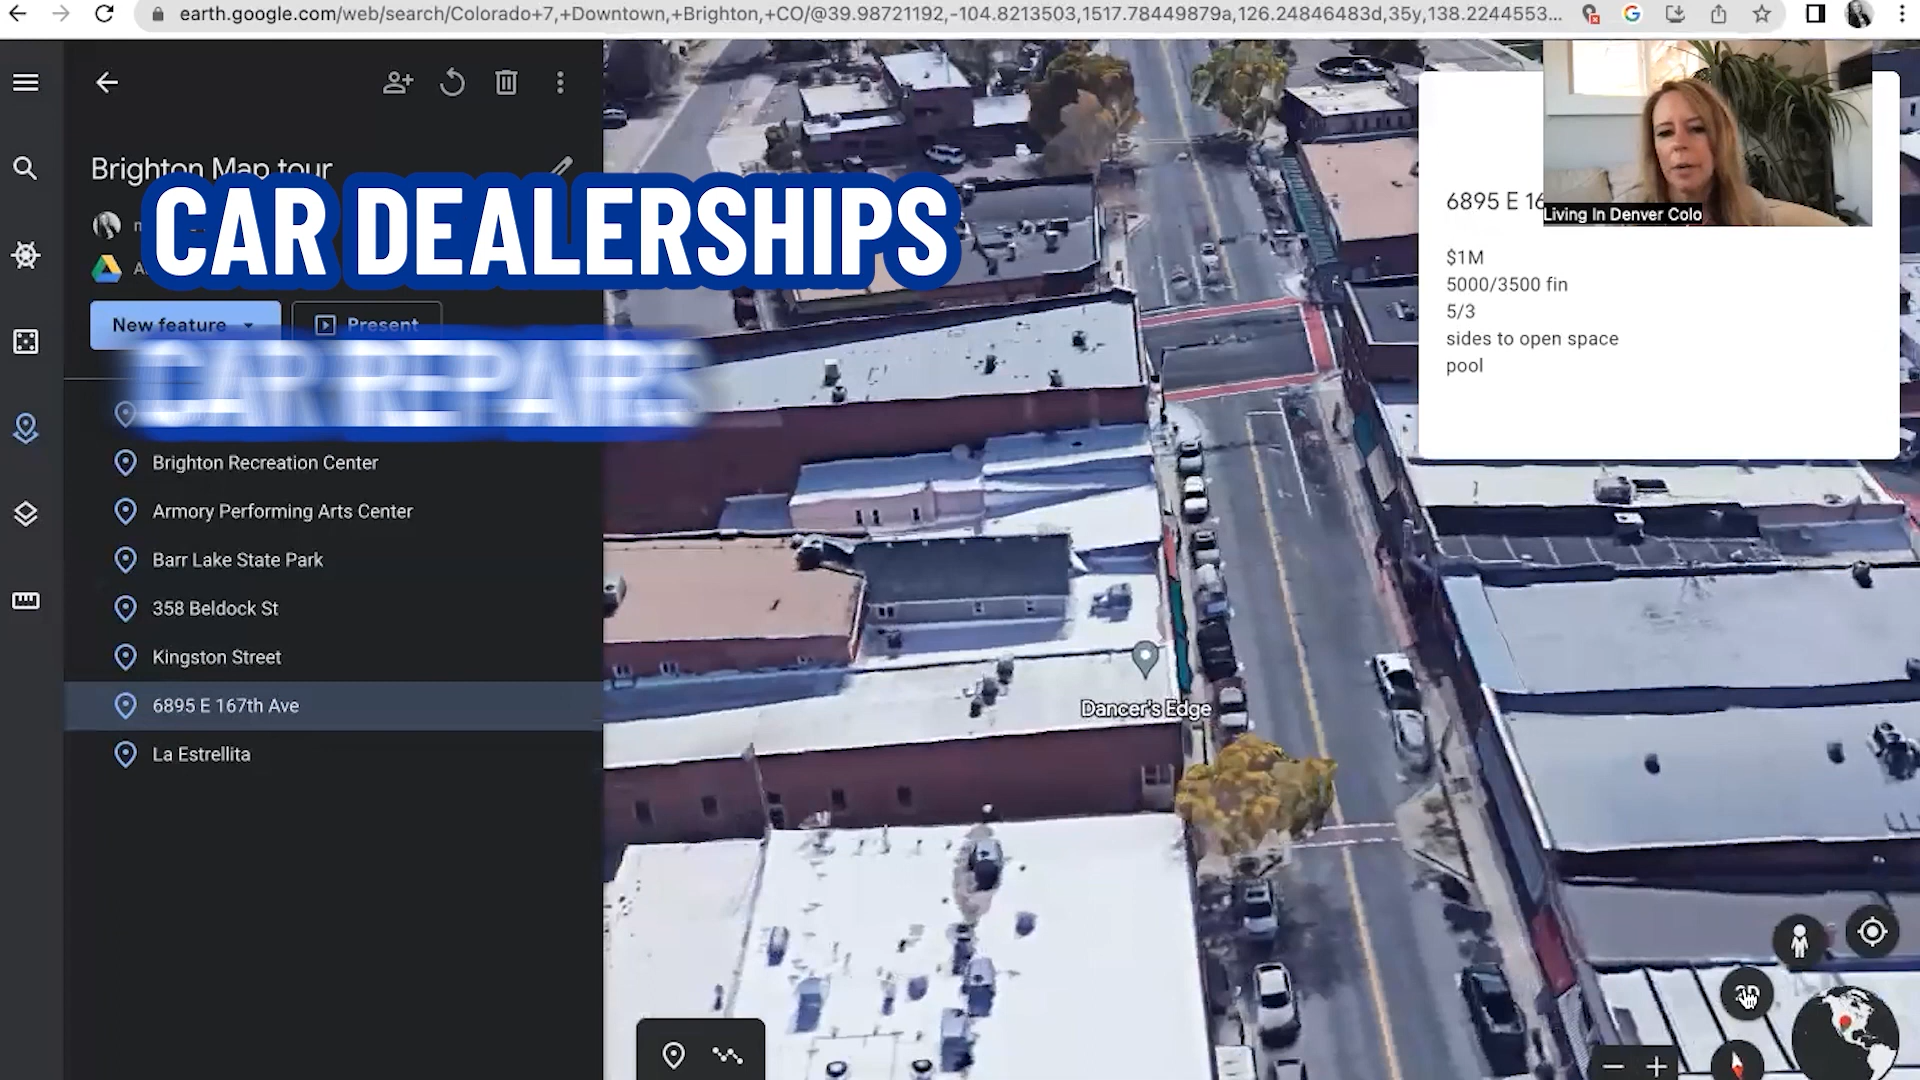 earth.google.com/web/search/Colorado+7,+Downtown,+Brighton,+CO/@39.98721192,-104.8213503,1517.78449879a,126.24846483d,35y,138.2244553...
Brighton Map tour
CAR DEALERSHIPS
New feature
Present
CAR REPAIRS
Brighton Recreation Center
Armory Performing Arts Center
Barr Lake State Park
358 Beldock St
Kingston Street
6895 E 167th Ave
La Estrellita
Dancer's Edge
6895 E 16
Living In Denver Colo
$1M
5000/3500 fin
5/3
sides to open space
pool